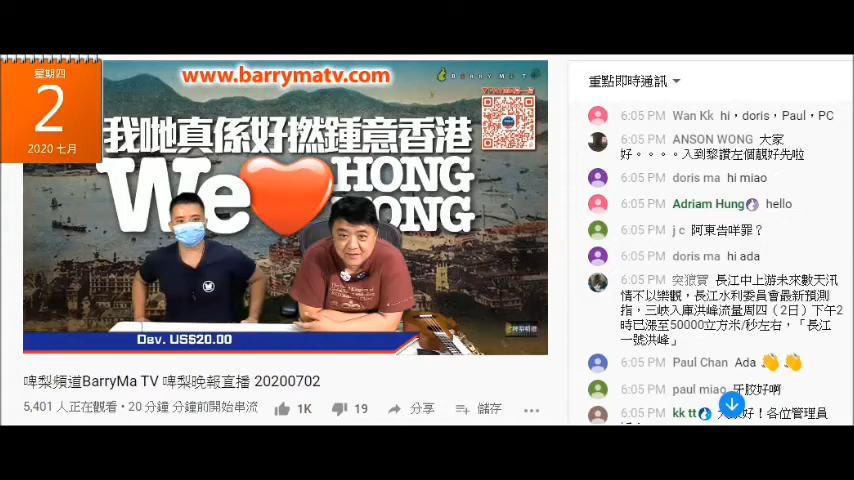 星期四
2
2020 七月
www.barrymatv.com
BARRYMATV
我哋真係好撚鍾意香港
We
HONG
KONG
啤梨頻道
Dev. US$20.00
啤梨頻道BarryMa TV 啤梨晚報直播 20200702
5,401 人正在觀看 • 20 分鐘 分鐘前開始串流
1K
19
分享
儲存
重點即時通訊
6:05 PM Wan Kk hi，doris，Paul，PC
6:05 PM ANSON WONG 大家
好。。。。入到黎讚左個靚好先啦
6:05 PM doris ma hi miao
6:05 PM Adriam Hung hello
6:05 PM j c 阿東告咩罪？
6:05 PM doris ma hi ada
6:05 PM 突狼寶 長江中上游未來數天汛
情不以樂觀，長江水利委員會最新預測
指，三峽入庫洪峰流量周四（2日）下午2
時已漲至50000立方米/秒左右，「長江
一號洪峰」
6:05 PM Paul Chan Ada 👏 👏
6:05 PM paul miao 牙胶好啊
6:05 PM kk tt 大家好！各位管理員